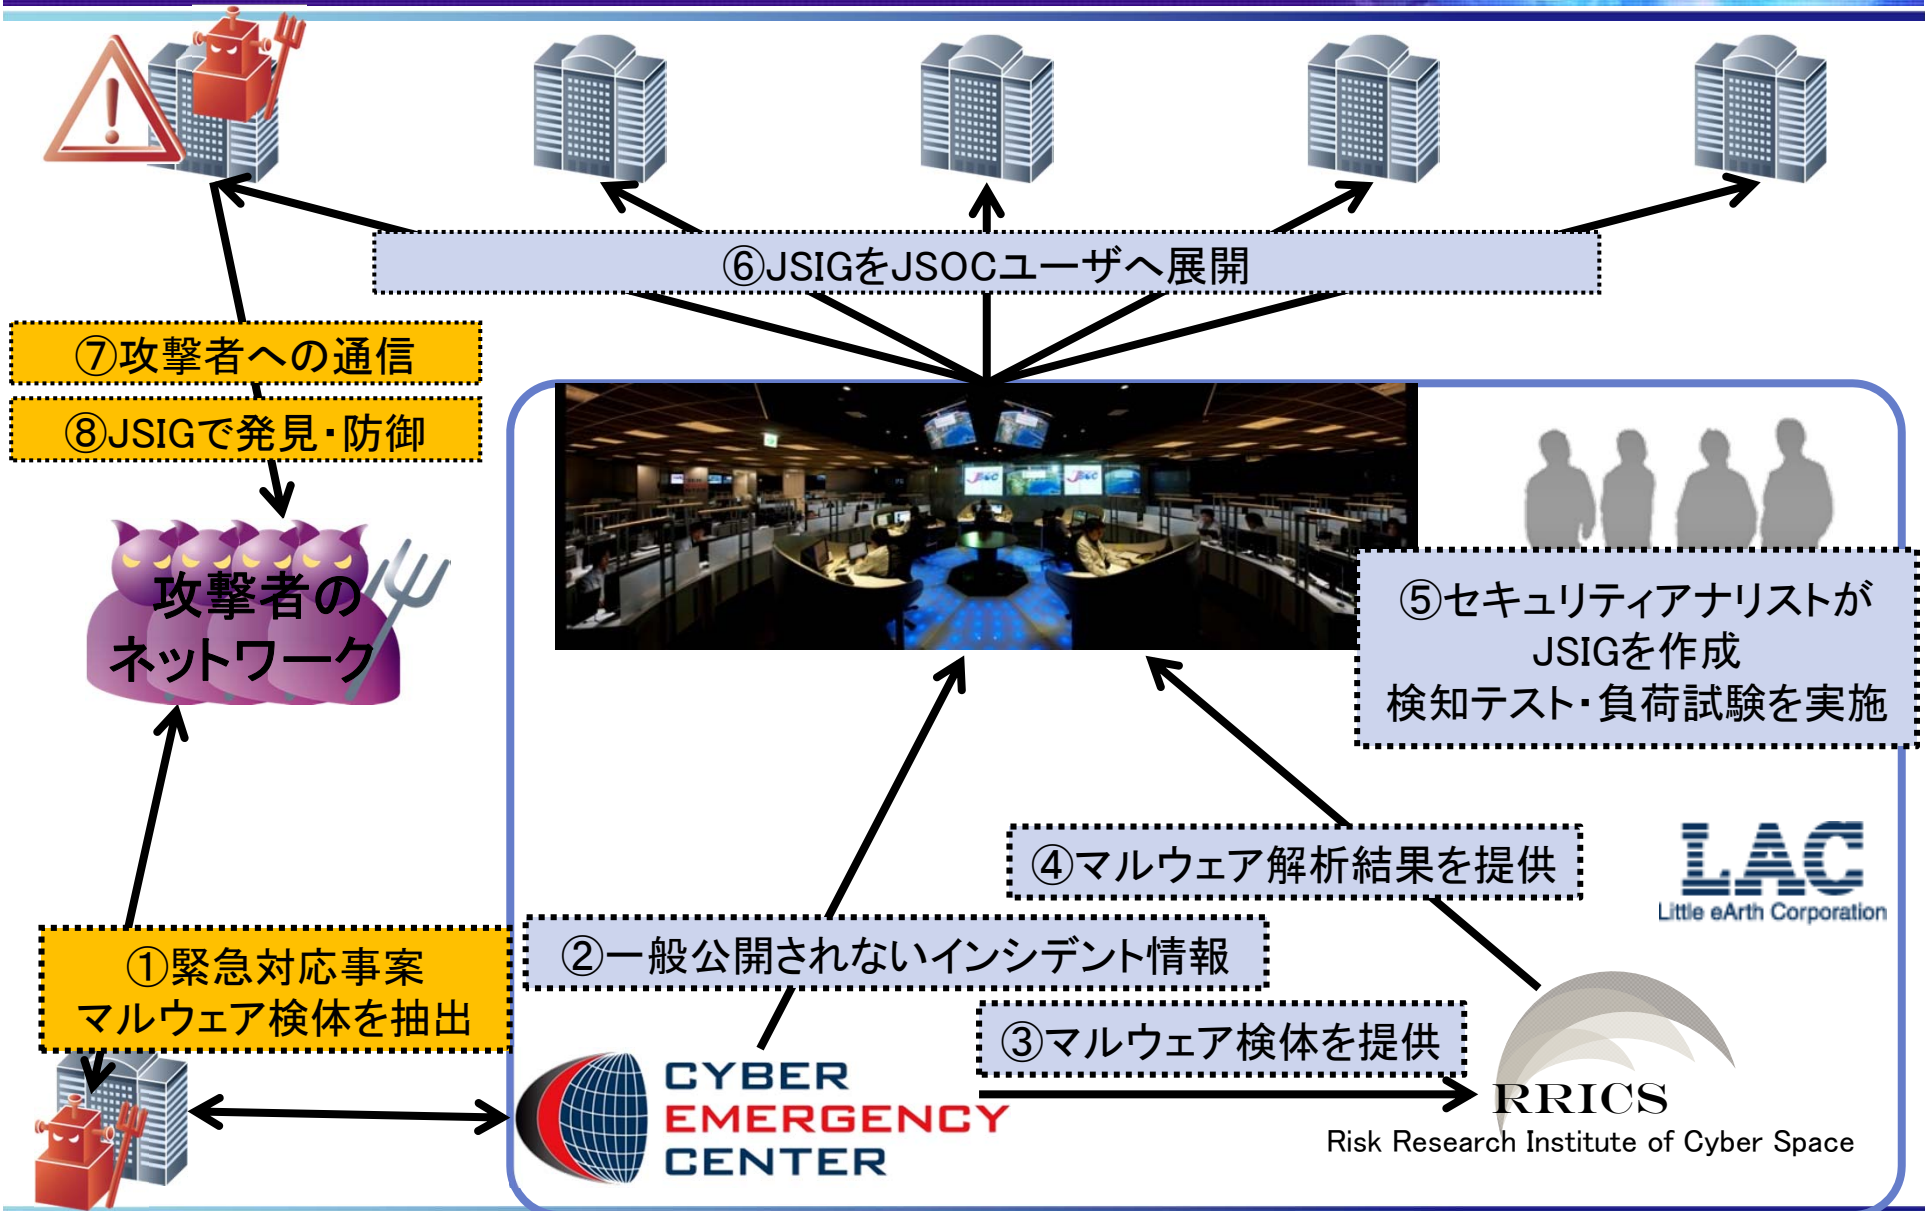 ⑥JSIGをJSOCユーザへ展開
⑦攻撃者への通信
⑧JSIGで発見・防御
JSOC
JSOC
攻撃者の
ネットワーク
⑤セキュリティアナリストが
JSIGを作成
検知テスト・負荷試験を実施
④マルウェア解析結果を提供
LAC
Little eArth Corporation
①緊急対応事案
マルウェア検体を抽出
②一般公開されないインシデント情報
③マルウェア検体を提供
CYBER
EMERGENCY
CENTER
RRICS
Risk Research Institute of Cyber Space